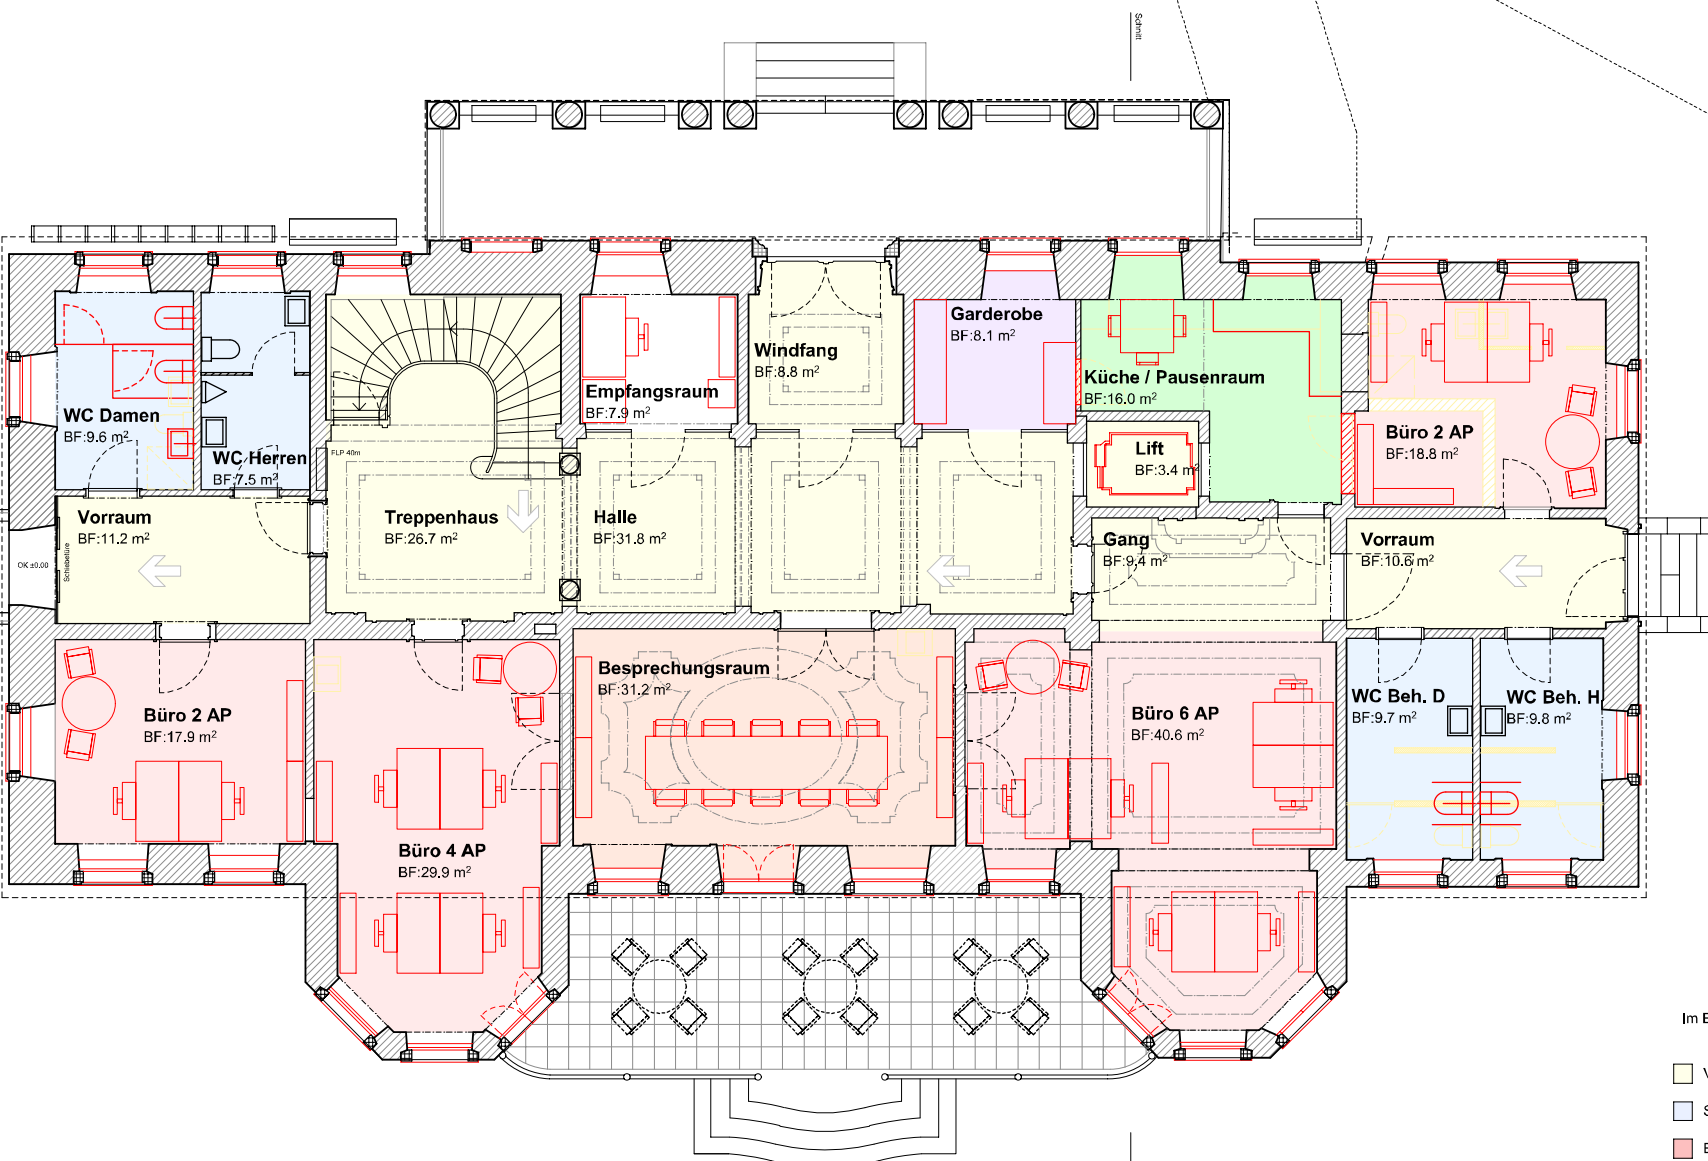 Schnitt
Garderobe
BF:8.1 m²
Windfang
BF:8.8 m²
Küche / Pausenraum
BF:16.0 m²
Empfangsraum
BF:7.9 m²
WC Damen
BF:9.6 m²
WC Herren
BF:7.5 m²
FLP 40m
Lift
BF:3.4 m²
Büro 2 AP
BF:18.8 m²
Vorraum
BF:11.2 m²
Treppenhaus
BF:26.7 m²
Halle
BF:31.8 m²
Gang
BF:9.4 m²
Vorraum
BF:10.6 m²
OK ±0.00
Schiebetüre
Besprechungsraum
BF:31.2 m²
Büro 2 AP
BF:17.9 m²
Büro 6 AP
BF:40.6 m²
WC Beh. D
BF:9.7 m²
WC Beh. H
BF:9.8 m²
Büro 4 AP
BF:29.9 m²
Im E
V
S
B